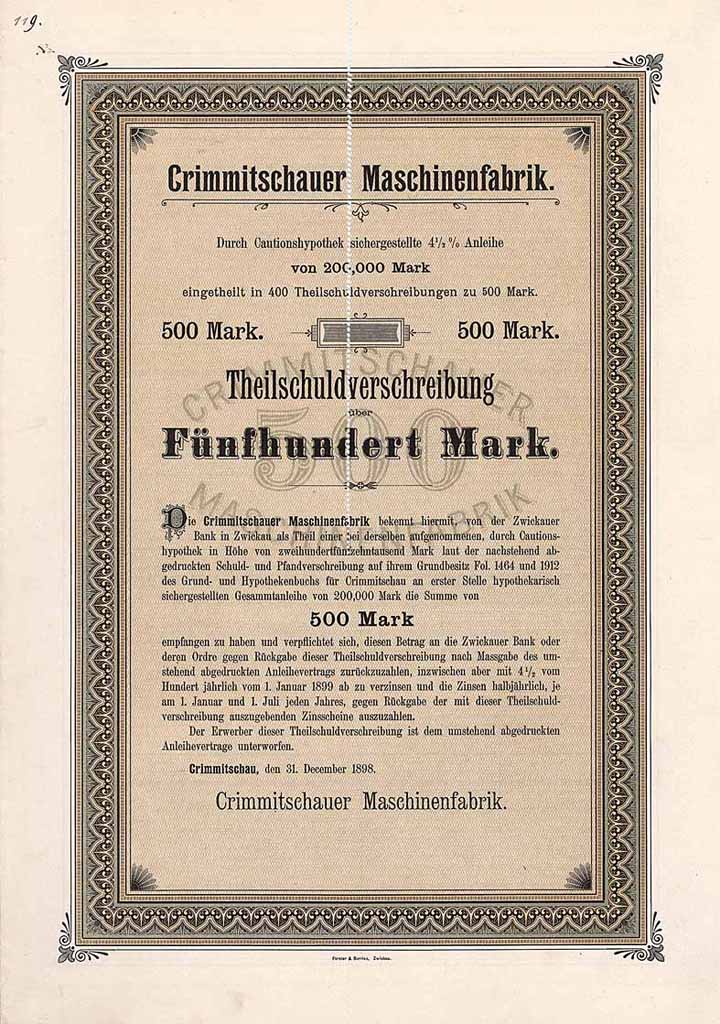 119.
No.
Crimmitschauer Maschinenfabrik.
Durch Cautionshypothek sichergestellte 4½ % Anleihe
von 200,000 Mark
eingetheilt in 400 Theilschuldverschreibungen zu 500 Mark.
500 Mark. 500 Mark.
CRIMMITSCHAUER
Theilschuldverschreibung
über
500
Fünfhundert Mark.
MASCHINENFABRIK
Die Crimmitschauer Maschinenfabrik bekennt hiermit, von der Zwickauer
Bank in Zwickau als Theil einer bei derselben aufgenommenen, durch Cautions-
hypothek in Höhe von zweihundertfünfzehntausend Mark laut der nachstehend ab-
gedruckten Schuld- und Pfandverschreibung auf ihrem Grundbesitz Fol. 1464 und 1912
des Grund- und Hypothekenbuchs für Crimmitschau an erster Stelle hypothekarisch
sichergestellten Gesammtanleihe von 200,000 Mark die Summe von
500 Mark
empfangen zu haben und verpflichtet sich, diesen Betrag an die Zwickauer Bank oder
deren Ordre gegen Rückgabe dieser Theilschuldverschreibung nach Massgabe des um-
stehend abgedruckten Anleihevertrags zurückzuzahlen, inzwischen aber mit 4½ vom
Hundert jährlich vom 1. Januar 1899 ab zu verzinsen und die Zinsen halbjährlich, je
am 1. Januar und 1. Juli jeden Jahres, gegen Rückgabe der mit dieser Theilschuld-
verschreibung auszugebenden Zinsscheine auszuzahlen.
Der Erwerber dieser Theilschuldverschreibung ist dem umstehend abgedruckten
Anleihevertrage unterworfen.
Crimmitschau, den 31. December 1898.
Crimmitschauer Maschinenfabrik.
Förster & Borries, Zwickau.